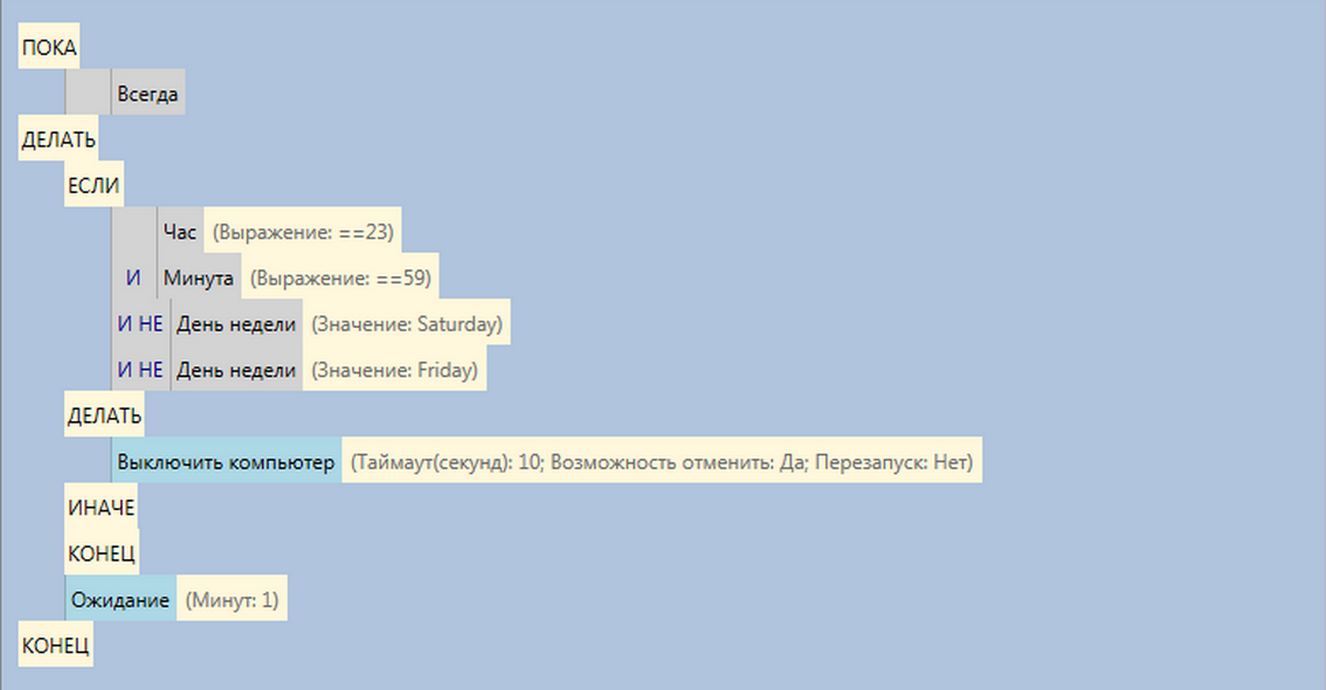 ПОКА
Всегда
ДЕЛАТЬ
ЕСЛИ
Час (Выражение: ==23)
И Минута (Выражение: ==59)
И НЕ День недели (Значение: Saturday)
И НЕ День недели (Значение: Friday)
ДЕЛАТЬ
Выключить компьютер (Таймаут(секунд): 10; Возможность отменить: Да; Перезапуск: Нет)
ИНАЧЕ
КОНЕЦ
Ожидание (Минут: 1)
КОНЕЦ